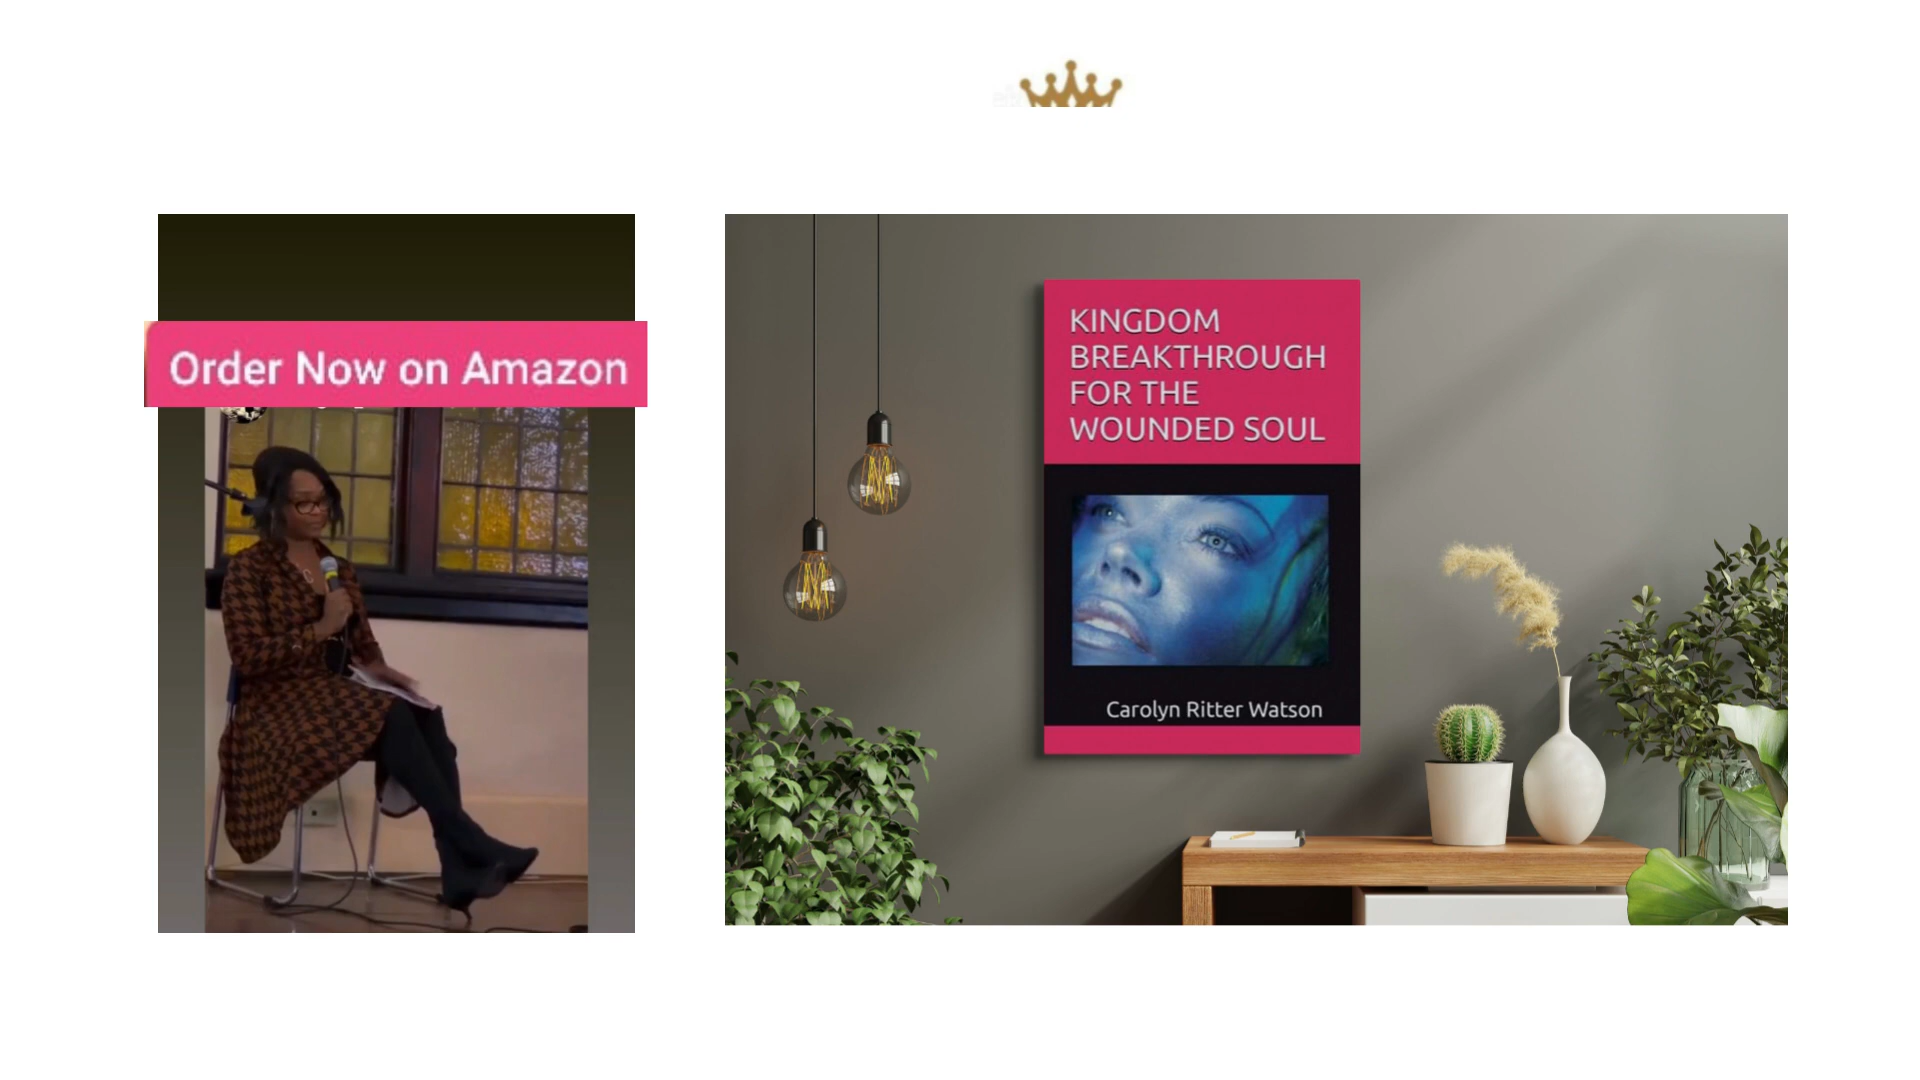 Order Now on Amazon
KINGDOM
BREAKTHROUGH
FOR THE
WOUNDED SOUL
Carolyn Ritter Watson